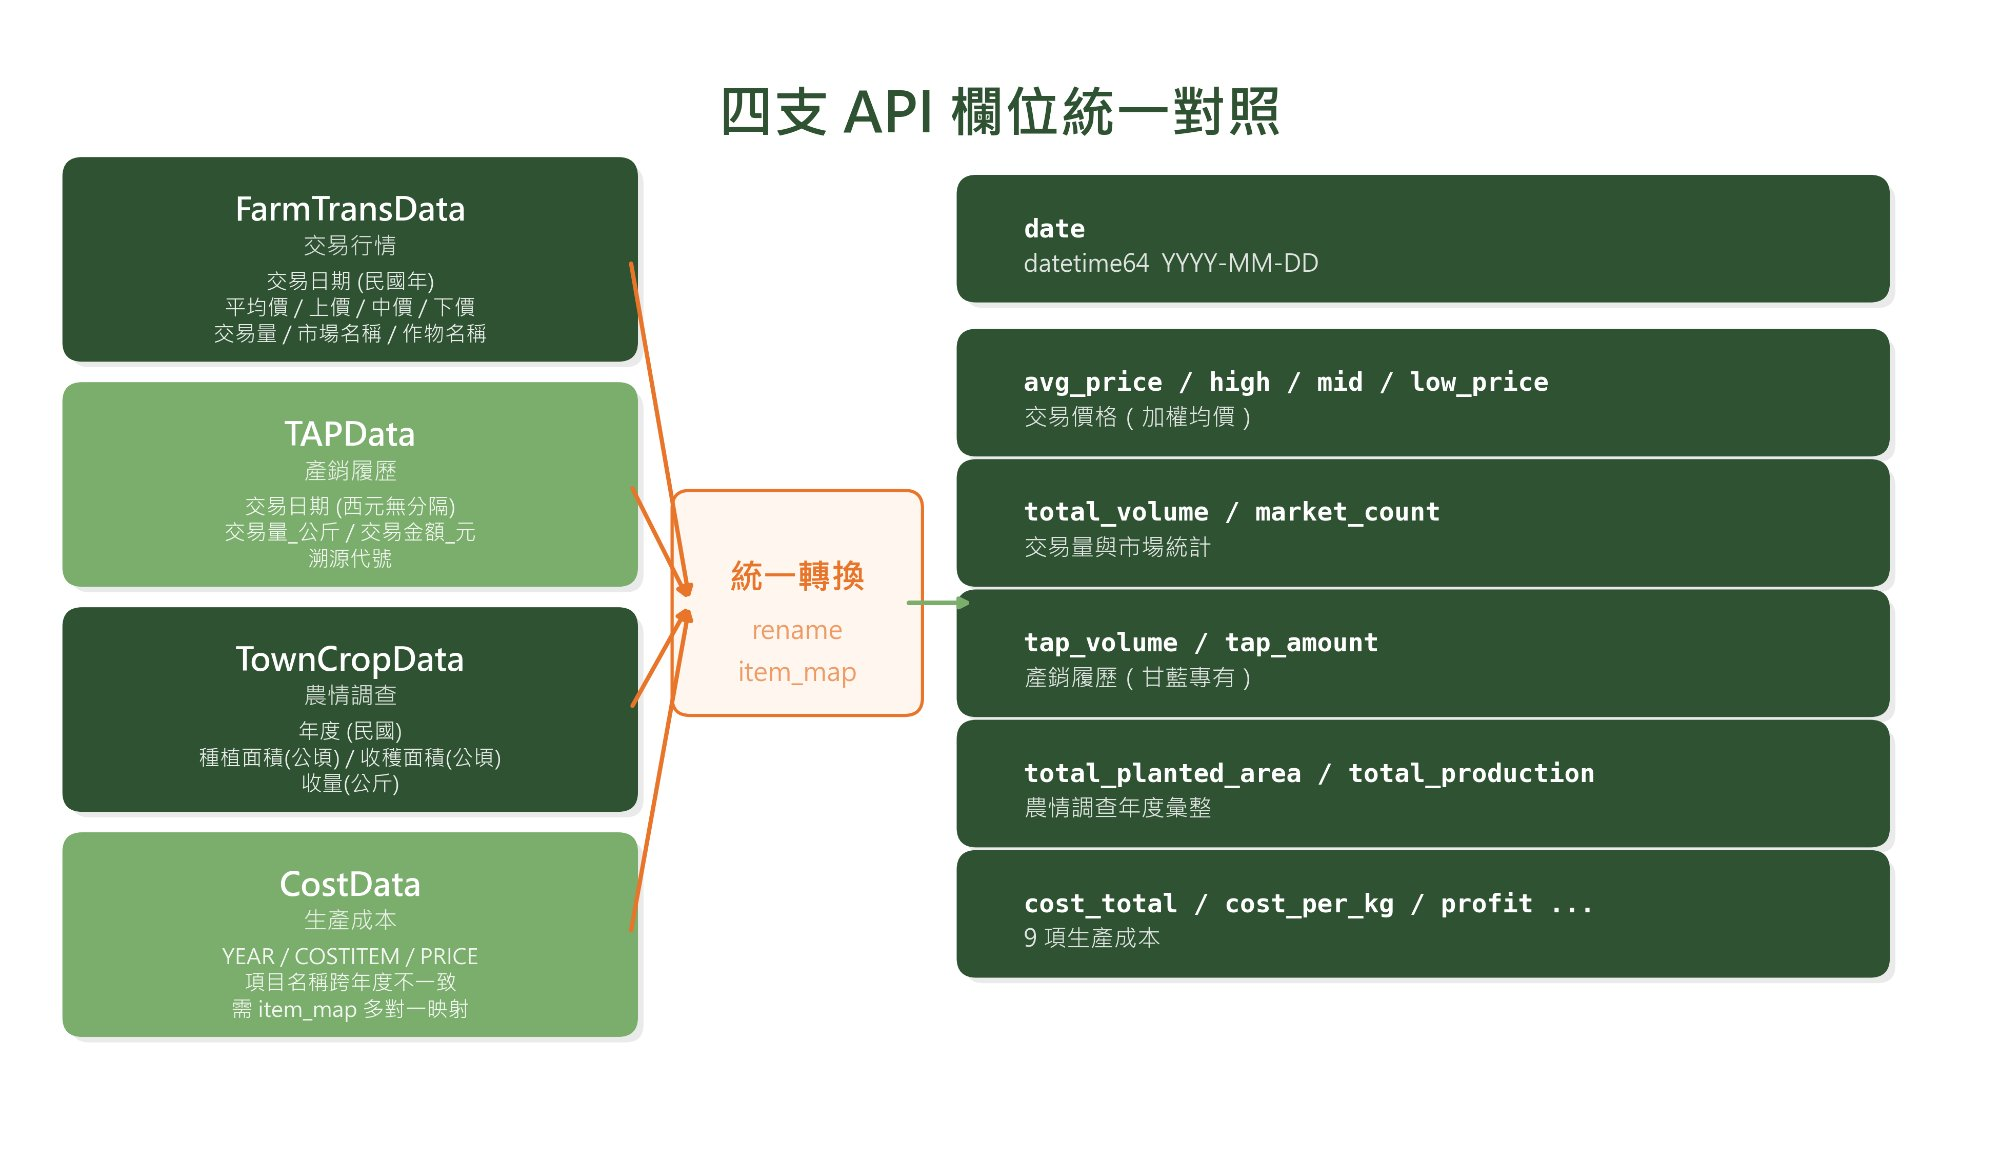 四支 API 欄位統一對照
FarmTransData
交易行情
交易日期 (民國年)
平均價 / 上價 / 中價 / 下價
交易量 / 市場名稱 / 作物名稱
TAPData
產銷履歷
交易日期 (西元無分隔)
交易量_公斤 / 交易金額_元
溯源代號
TownCropData
農情調查
年度 (民國)
種植面積(公頃) / 收穫面積(公頃)
收量(公斤)
CostData
生產成本
YEAR / COSTITEM / PRICE
項目名稱跨年度不一致
需 item_map 多對一映射
統一轉換
rename
item_map
date
datetime64  YYYY-MM-DD
avg_price / high / mid / low_price
交易價格（加權均價）
total_volume / market_count
交易量與市場統計
tap_volume / tap_amount
產銷履歷（甘藍專有）
total_planted_area / total_production
農情調查年度彙整
cost_total / cost_per_kg / profit ...
9 項生產成本